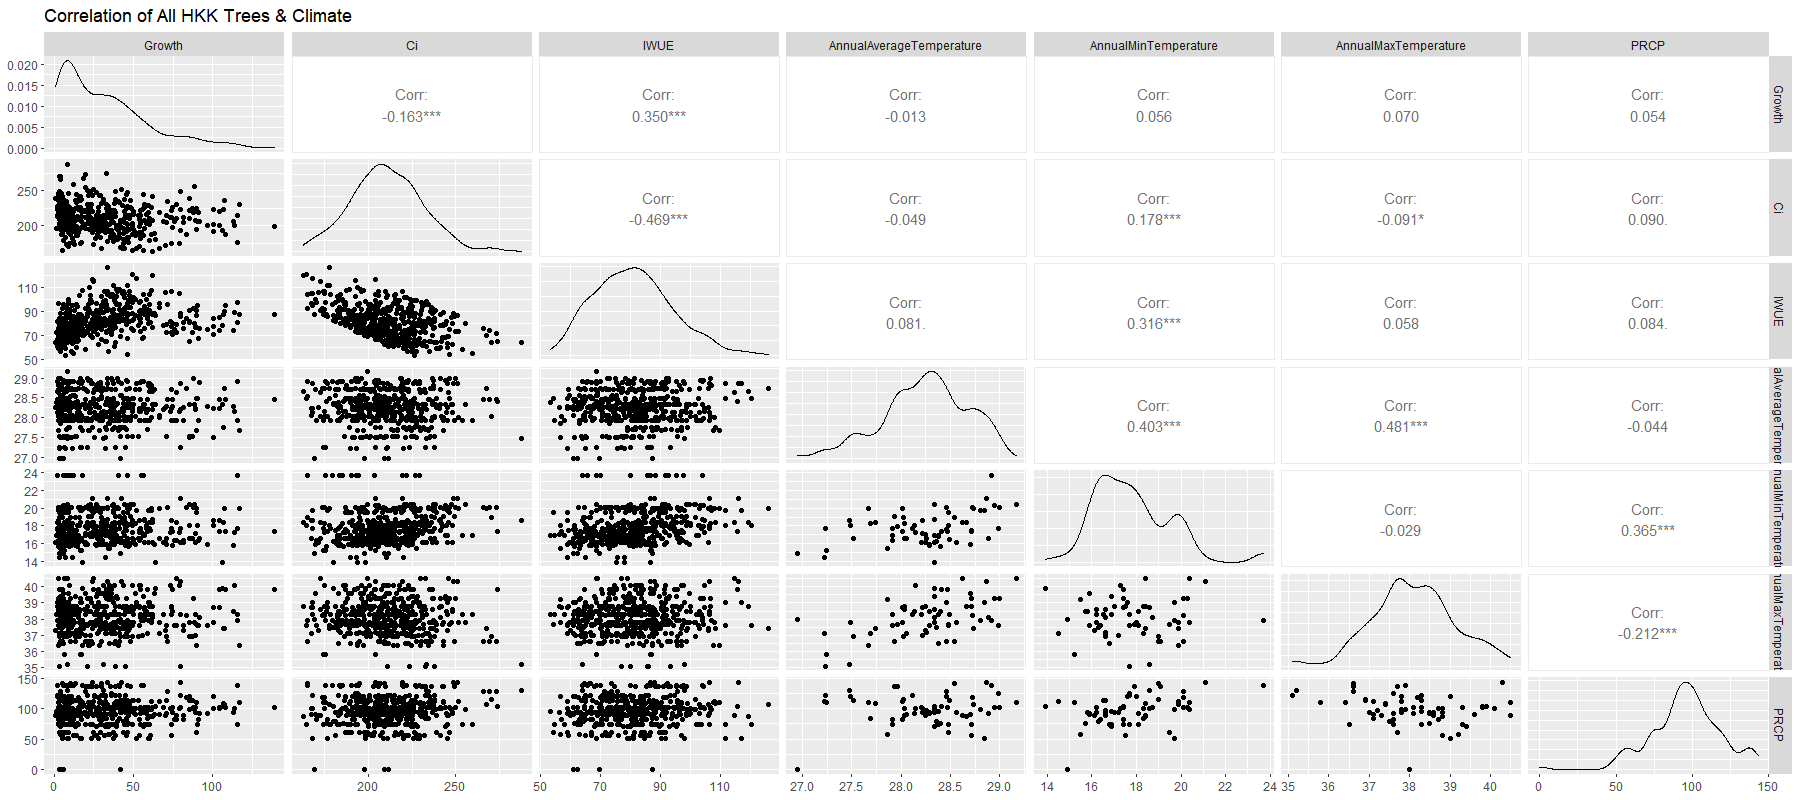 Correlation of All HKK Trees & Climate
Growth Ci IWUE AnnualAverageTemperature AnnualMinTemperature AnnualMaxTemperature PRCP
0.020
0.015
0.010
0.005
0.000
Corr: Corr: Corr: Corr: Corr: Corr:
-0.163*** 0.350*** -0.013 0.056 0.070 0.054
Growth
250
200
Corr: Corr: Corr: Corr: Corr:
-0.469*** -0.049 0.178*** -0.091* 0.090.
Ci
110
90
70
50
Corr: Corr: Corr: Corr:
0.081. 0.316*** 0.058 0.084.
IWUE
29.0
28.5
28.0
27.5
27.0
Corr: Corr: Corr:
0.403*** 0.481*** -0.044
alAverageTemper
24
22
20
18
16
14
Corr: Corr:
-0.029 0.365***
nnualMinTemperat
40
39
38
37
36
35
Corr:
-0.212***
nualMaxTemperat
150
100
50
0
PRCP
0 50 100 200 250 50 70 90 110 27.0 27.5 28.0 28.5 29.0 14 16 18 20 22 24 35 36 37 38 39 40 0 50 100 150